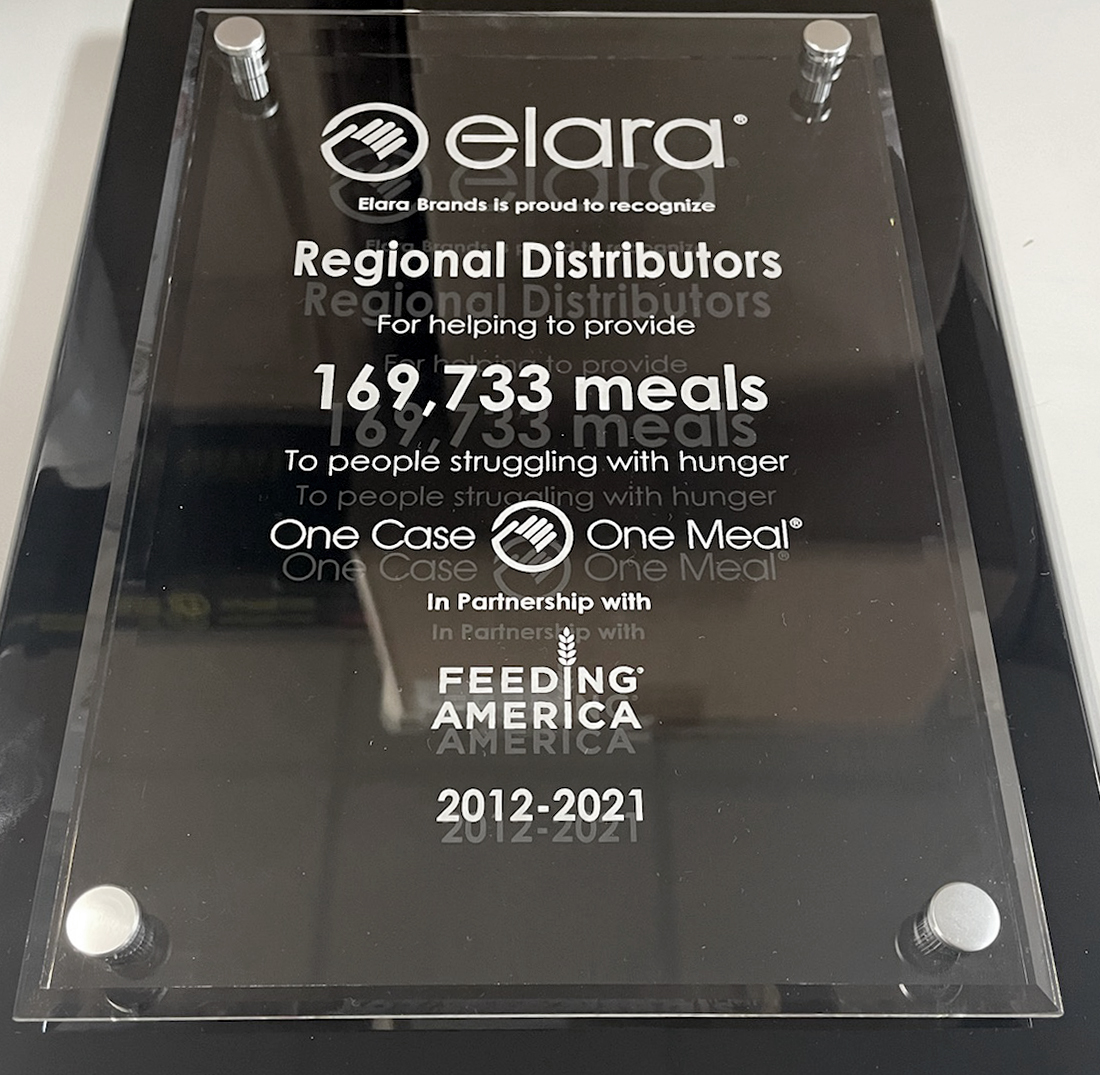 elara®
Elara Brands is proud to recognize
Regional Distributors
For helping to provide
169,733 meals
To people struggling with hunger
One Case One Meal®
In Partnership with
FEEDING
AMERICA
2012-2021